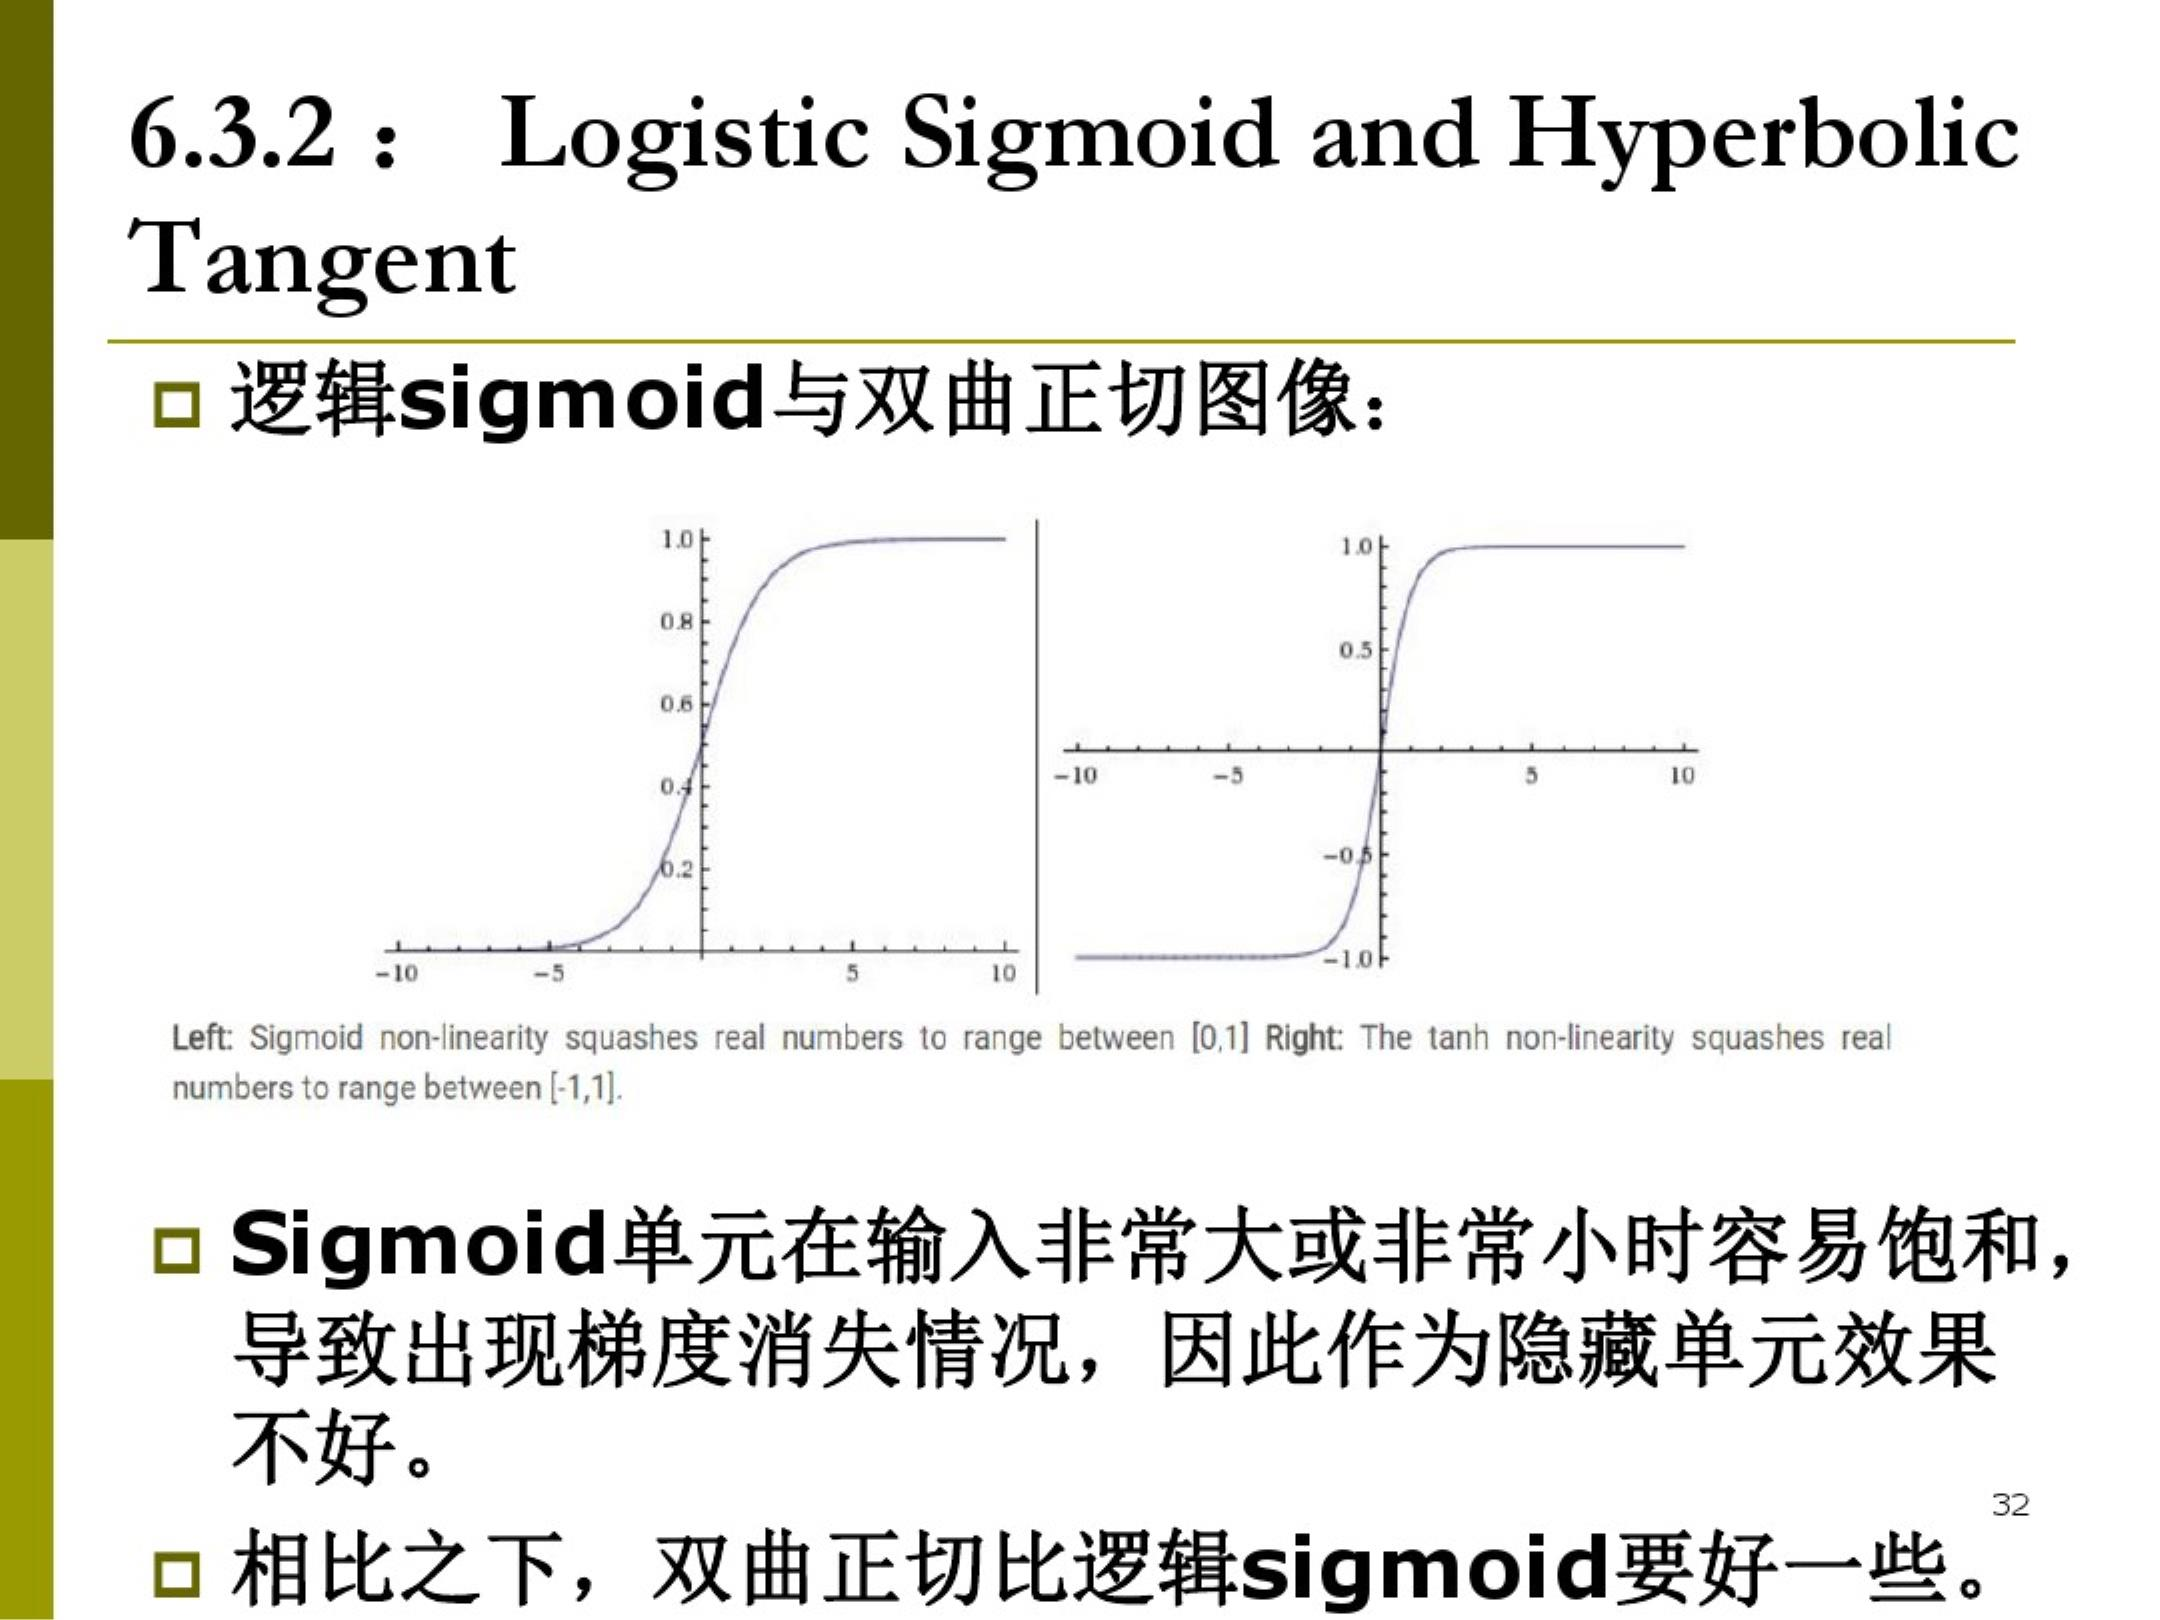 6.3.2： Logistic Sigmoid and Hyperbolic
Tangent
逻辑sigmoid与双曲正切图像：
1.0
0.8
0.6
0.4
0.2
-10 -5 5 10
1.0
0.5
-10 -5 5 10
-0.5
-1.0
Left: Sigmoid non-linearity squashes real numbers to range between [0,1] Right: The tanh non-linearity squashes real
numbers to range between [-1,1].
Sigmoid单元在输入非常大或非常小时容易饱和，
导致出现梯度消失情况，因此作为隐藏单元效果
不好。
32
相比之下，双曲正切比逻辑sigmoid要好一些。